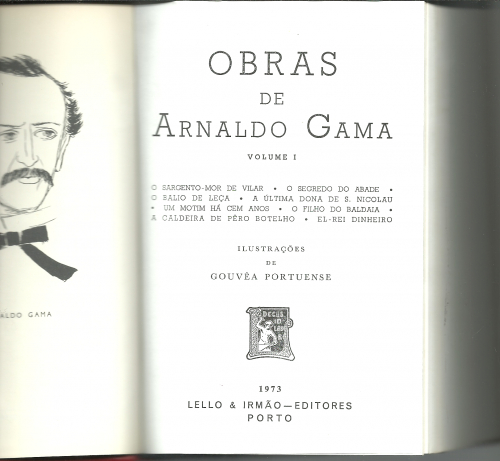 OBRAS
DE
ARNALDO GAMA
VOLUME I
O SARGENTO-MOR DE VILAR • O SEGREDO DO ABADE •
O BALIO DE LEÇA • A ÚLTIMA DONA DE S. NICOLAU
• UM MOTIM HÁ CEM ANOS • O FILHO DO BALDAIA •
A CALDEIRA DE PÊRO BOTELHO • EL-REI DINHEIRO
ILUSTRAÇÕES
DE
GOUVÊA PORTUENSE
DECUS
1973
LELLO & IRMÃO—EDITORES
PORTO
ALDO GAMA